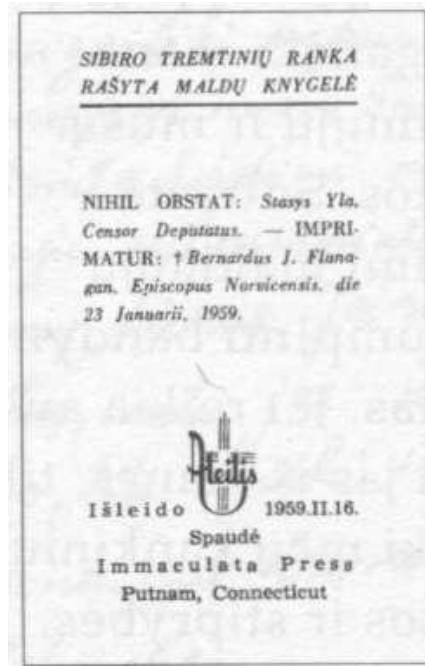 SIBIRO TREMTINIŲ RANKA
RAŠYTA MALDŲ KNYGELĖ
NIHIL OBSTAT: Stasys Yla,
Censor Deputatus. — IMPRI-
MATUR: † Bernardus J. Flana-
gan, Episcopus Norvicensis, die
23 Januarii, 1959.
Ateitis
Išleido 1959.II.16.
Spaudė
Immaculata Press
Putnam, Connecticut